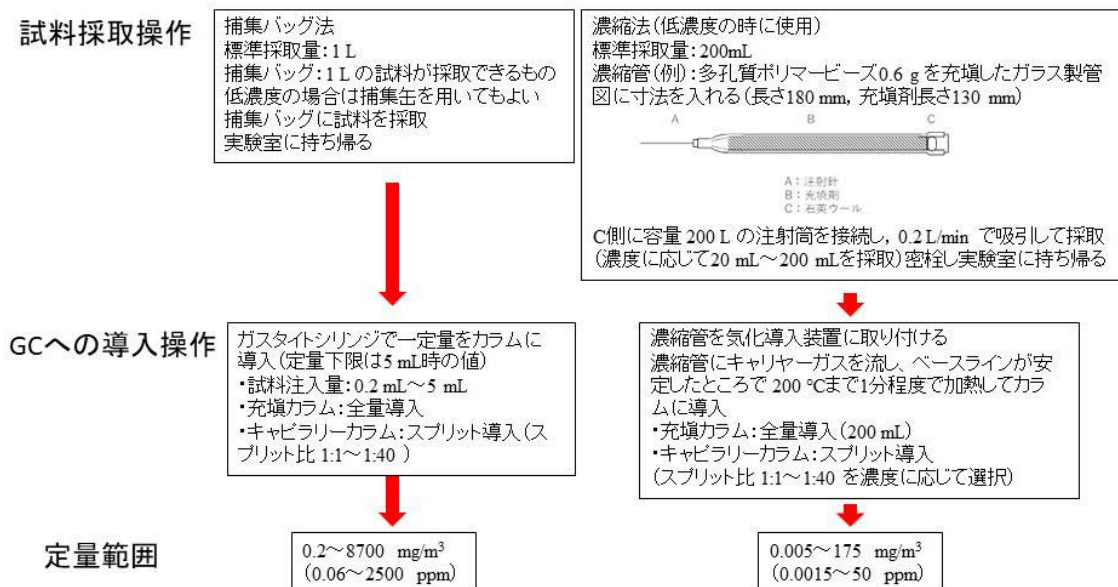 試料採取操作
捕集バッグ法
標準採取量：1 L
捕集バッグ：1 L の試料が採取できるもの
低濃度の場合は捕集缶を用いてもよい
捕集バッグに試料を採取
実験室に持ち帰る
濃縮法（低濃度の時に使用）
標準採取量：200mL
濃縮管（例）：多孔質ポリマービーズ0.6 g を充塡したガラス製管
図に寸法を入れる（長さ180 mm，充塡剤長さ130 mm）
A B C
A：注射針
B：充填剤
C：石英ウール
C側に容量 200 L の注射筒を接続し，0.2 L/min で吸引して採取
（濃度に応じて20 mL～200 mLを採取）密栓し実験室に持ち帰る
GCへの導入操作
ガスタイトシリンジで一定量をカラムに
導入（定量下限は5 mL時の値）
・試料注入量：0.2 mL～5 mL
・充塡カラム：全量導入
・キャピラリーカラム：スプリット導入（ス
プリット比 1:1～1:40 ）
濃縮管を気化導入装置に取り付ける
濃縮管にキャリヤーガスを流し、ベースラインが安
定したところで 200 ℃まで1分程度で加熱してカラ
ムに導入
・充塡カラム：全量導入（200 mL）
・キャピラリーカラム：スプリット導入
（スプリット比 1:1～1:40 を濃度に応じて選択）
定量範囲
0.2～8700 mg/m³
（0.06～2500 ppm）
0.005～175 mg/m³
（0.0015～50 ppm）